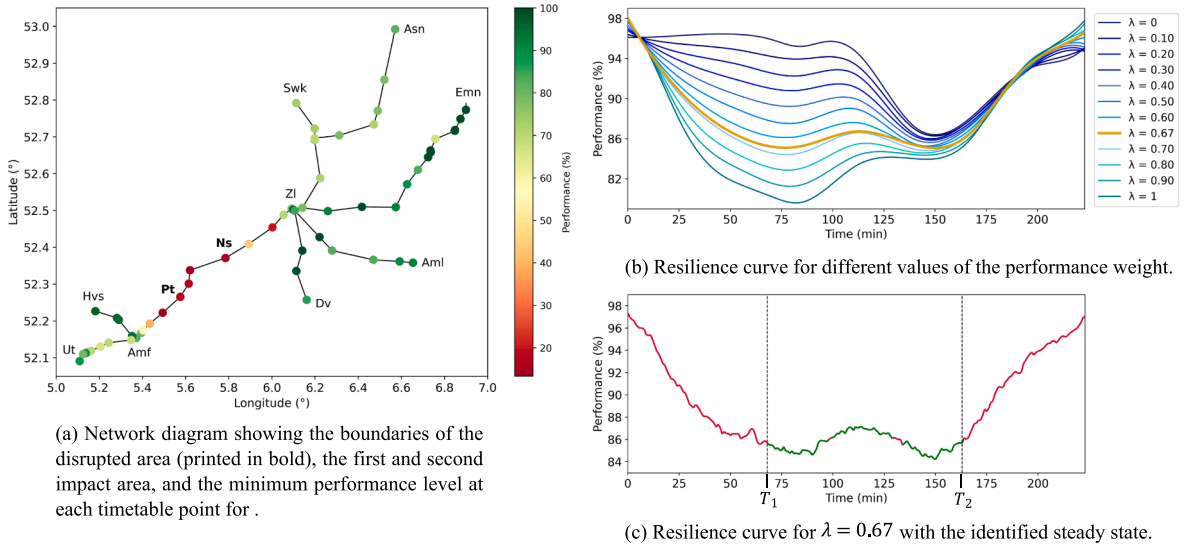 53.0
52.9
52.8
52.7
52.6
52.5
52.4
52.3
52.2
52.1
Latitude (°)
5.0 5.2 5.4 5.6 5.8 6.0 6.2 6.4 6.6 6.8 7.0
Longitude (°)
Asn
Swk
Emn
Zl
Ns
Aml
Pt
Dv
Hvs
Ut
Amf
100
90
80
70
60
50
40
30
20
Performance (%)
(a) Network diagram showing the boundaries of the
disrupted area (printed in bold), the first and second
impact area, and the minimum performance level at
each timetable point for .
98
94
90
86
82
Performance (%)
0 25 50 75 100 125 150 175 200
Time (min)
λ = 0
λ = 0.10
λ = 0.20
λ = 0.30
λ = 0.40
λ = 0.50
λ = 0.60
λ = 0.67
λ = 0.70
λ = 0.80
λ = 0.90
λ = 1
(b) Resilience curve for different values of the performance weight.
98
96
94
92
90
88
86
84
Performance (%)
0 25 50 75 100 125 150 175 200
T₁ Time (min) T₂
(c) Resilience curve for λ = 0.67 with the identified steady state.